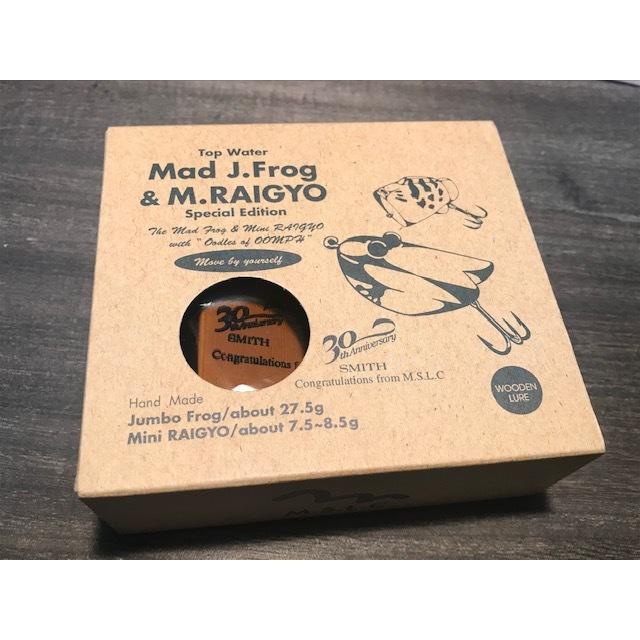 Top Water
Mad J.Frog
& M.RAIGYO
Special Edition
The Mad Frog & Mini RAIGYO
with "Oodles of OOMPH"
Move by yourself
30th Anniversary
SMITH
Congratulations f
30th Anniversary
SMITH
Congratulations from M.S.L.C
WOODEN
LURE
Hand Made
Jumbo Frog/about 27.5g
Mini RAIGYO/about 7.5~8.5g
M.S.L.C